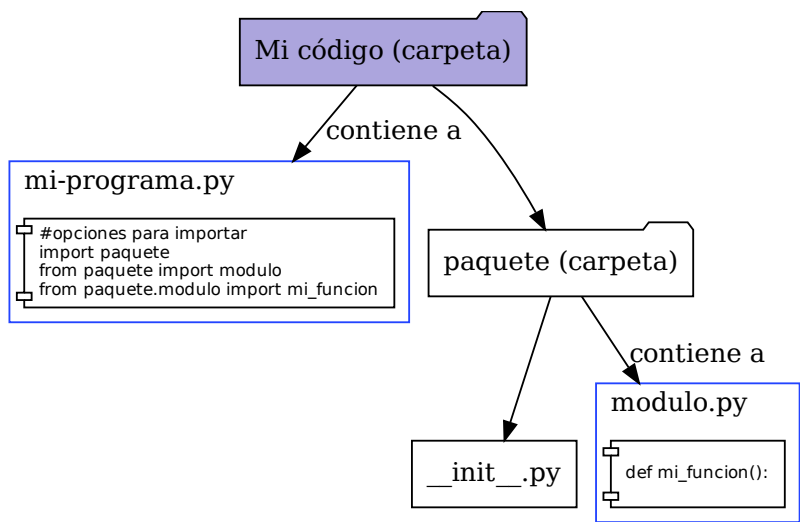 Mi código (carpeta)
contiene a
mi-programa.py
#opciones para importar
import paquete
from paquete import modulo
from paquete.modulo import mi_funcion
paquete (carpeta)
contiene a
__init__.py
modulo.py
def mi_funcion():